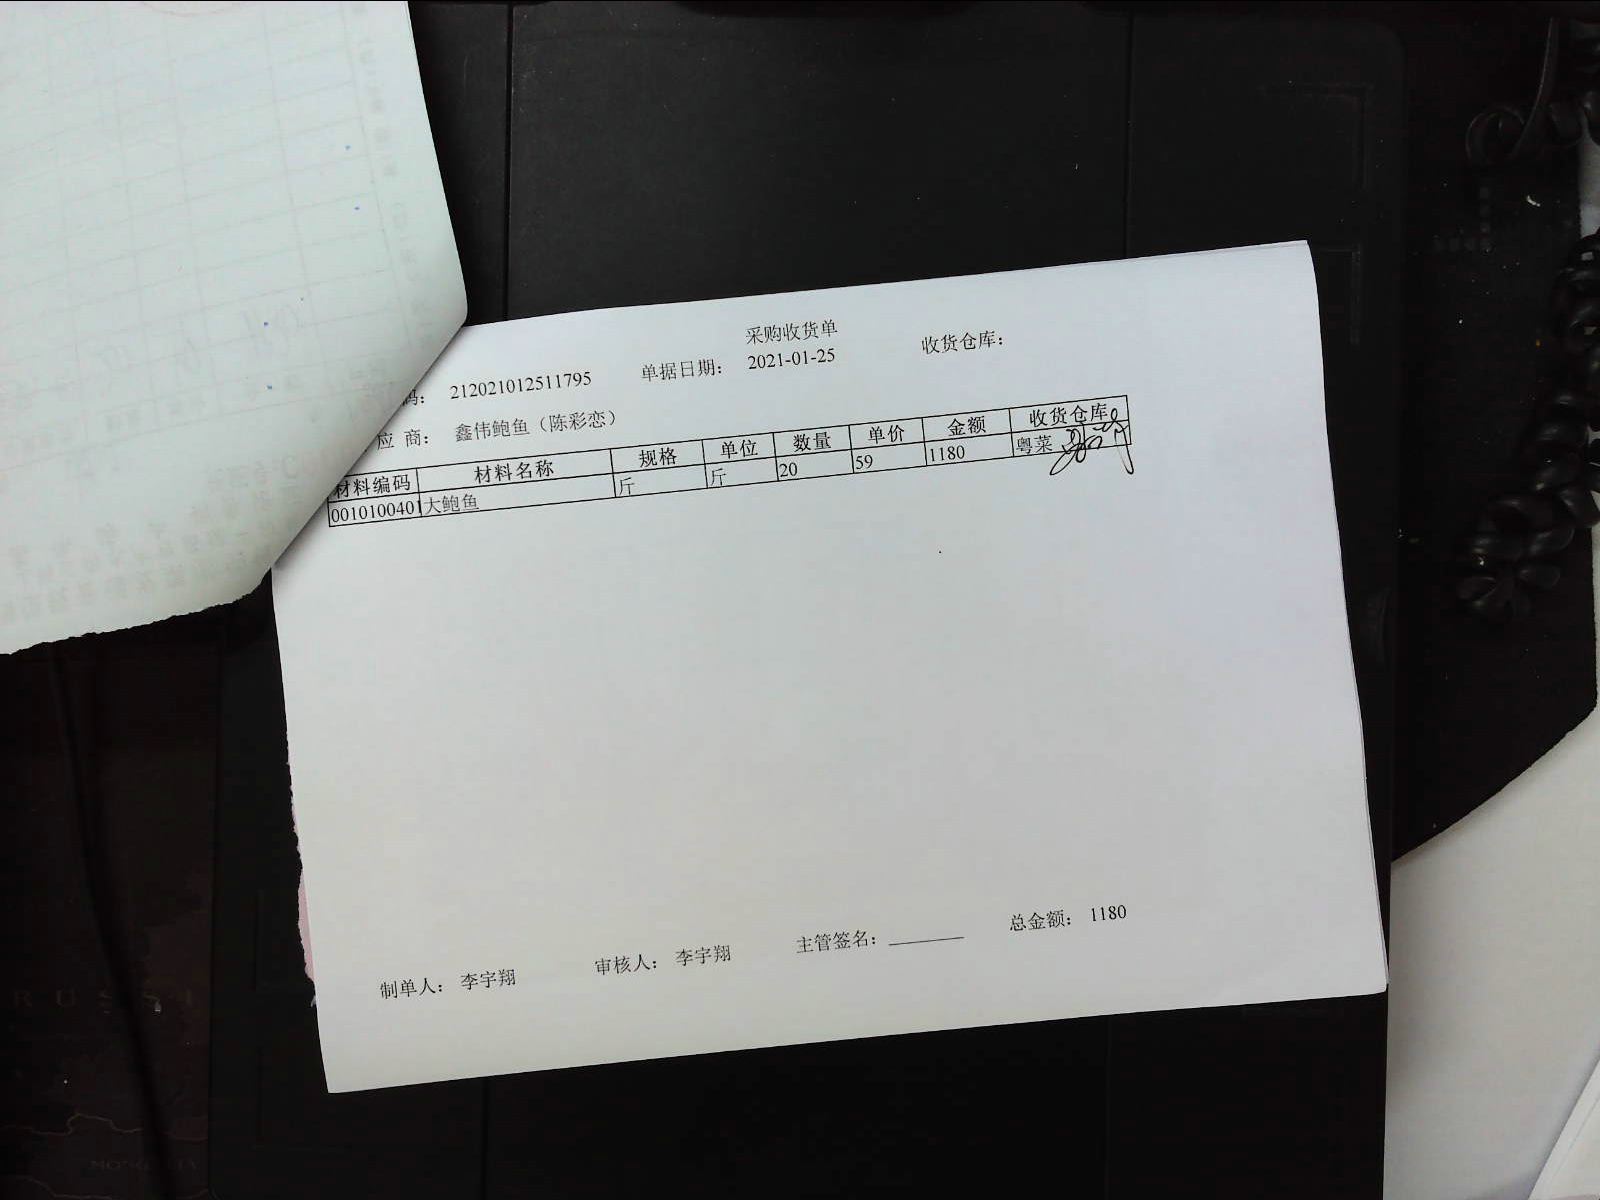 采购收货单
码： 212021012511795 单据日期： 2021-01-25 收货仓库：
应 商： 鑫伟鲍鱼（陈彩恋）
材料编码 材料名称 规格 单位 数量 单价 金额 收货仓库
0010100401 大鲍鱼 斤 斤 20 59 1180 粤菜
制单人： 李宇翔 审核人： 李宇翔 主管签名： 总金额： 1180